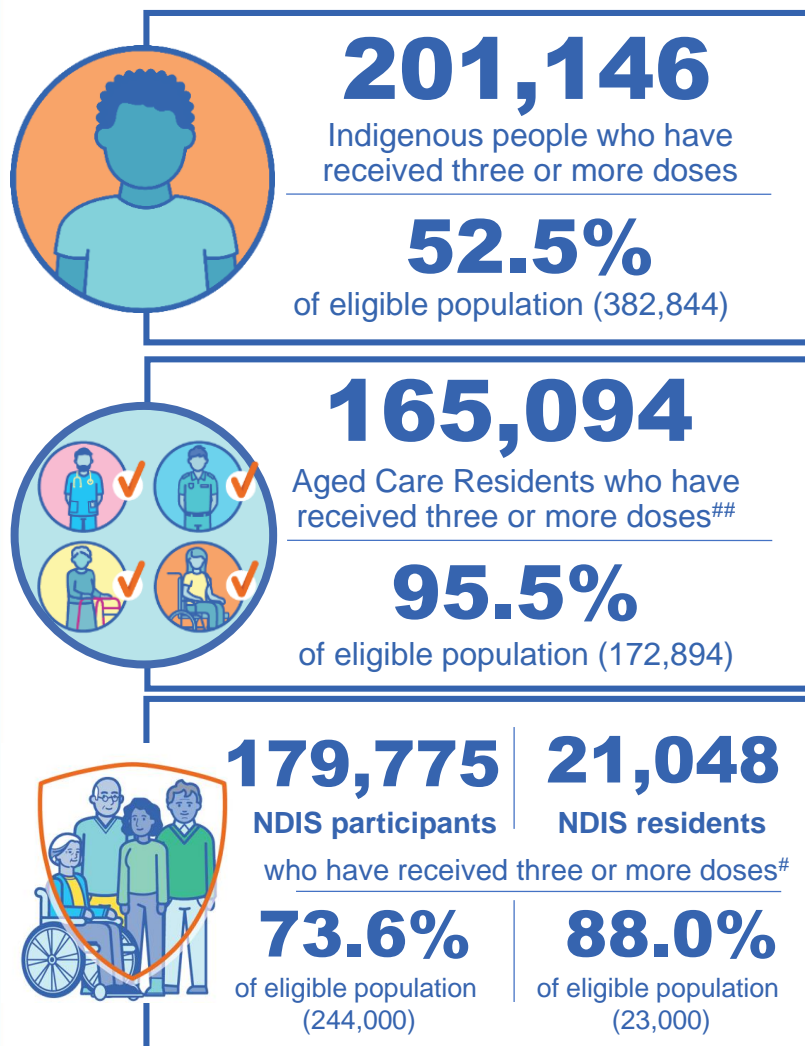 201,146
Indigenous people who have
received three or more doses
52.5%
of eligible population (382,844)
165,094
Aged Care Residents who have
received three or more doses##
95.5%
of eligible population (172,894)
179,775
NDIS participants
21,048
NDIS residents
who have received three or more doses#
73.6%
of eligible population
(244,000)
88.0%
of eligible population
(23,000)